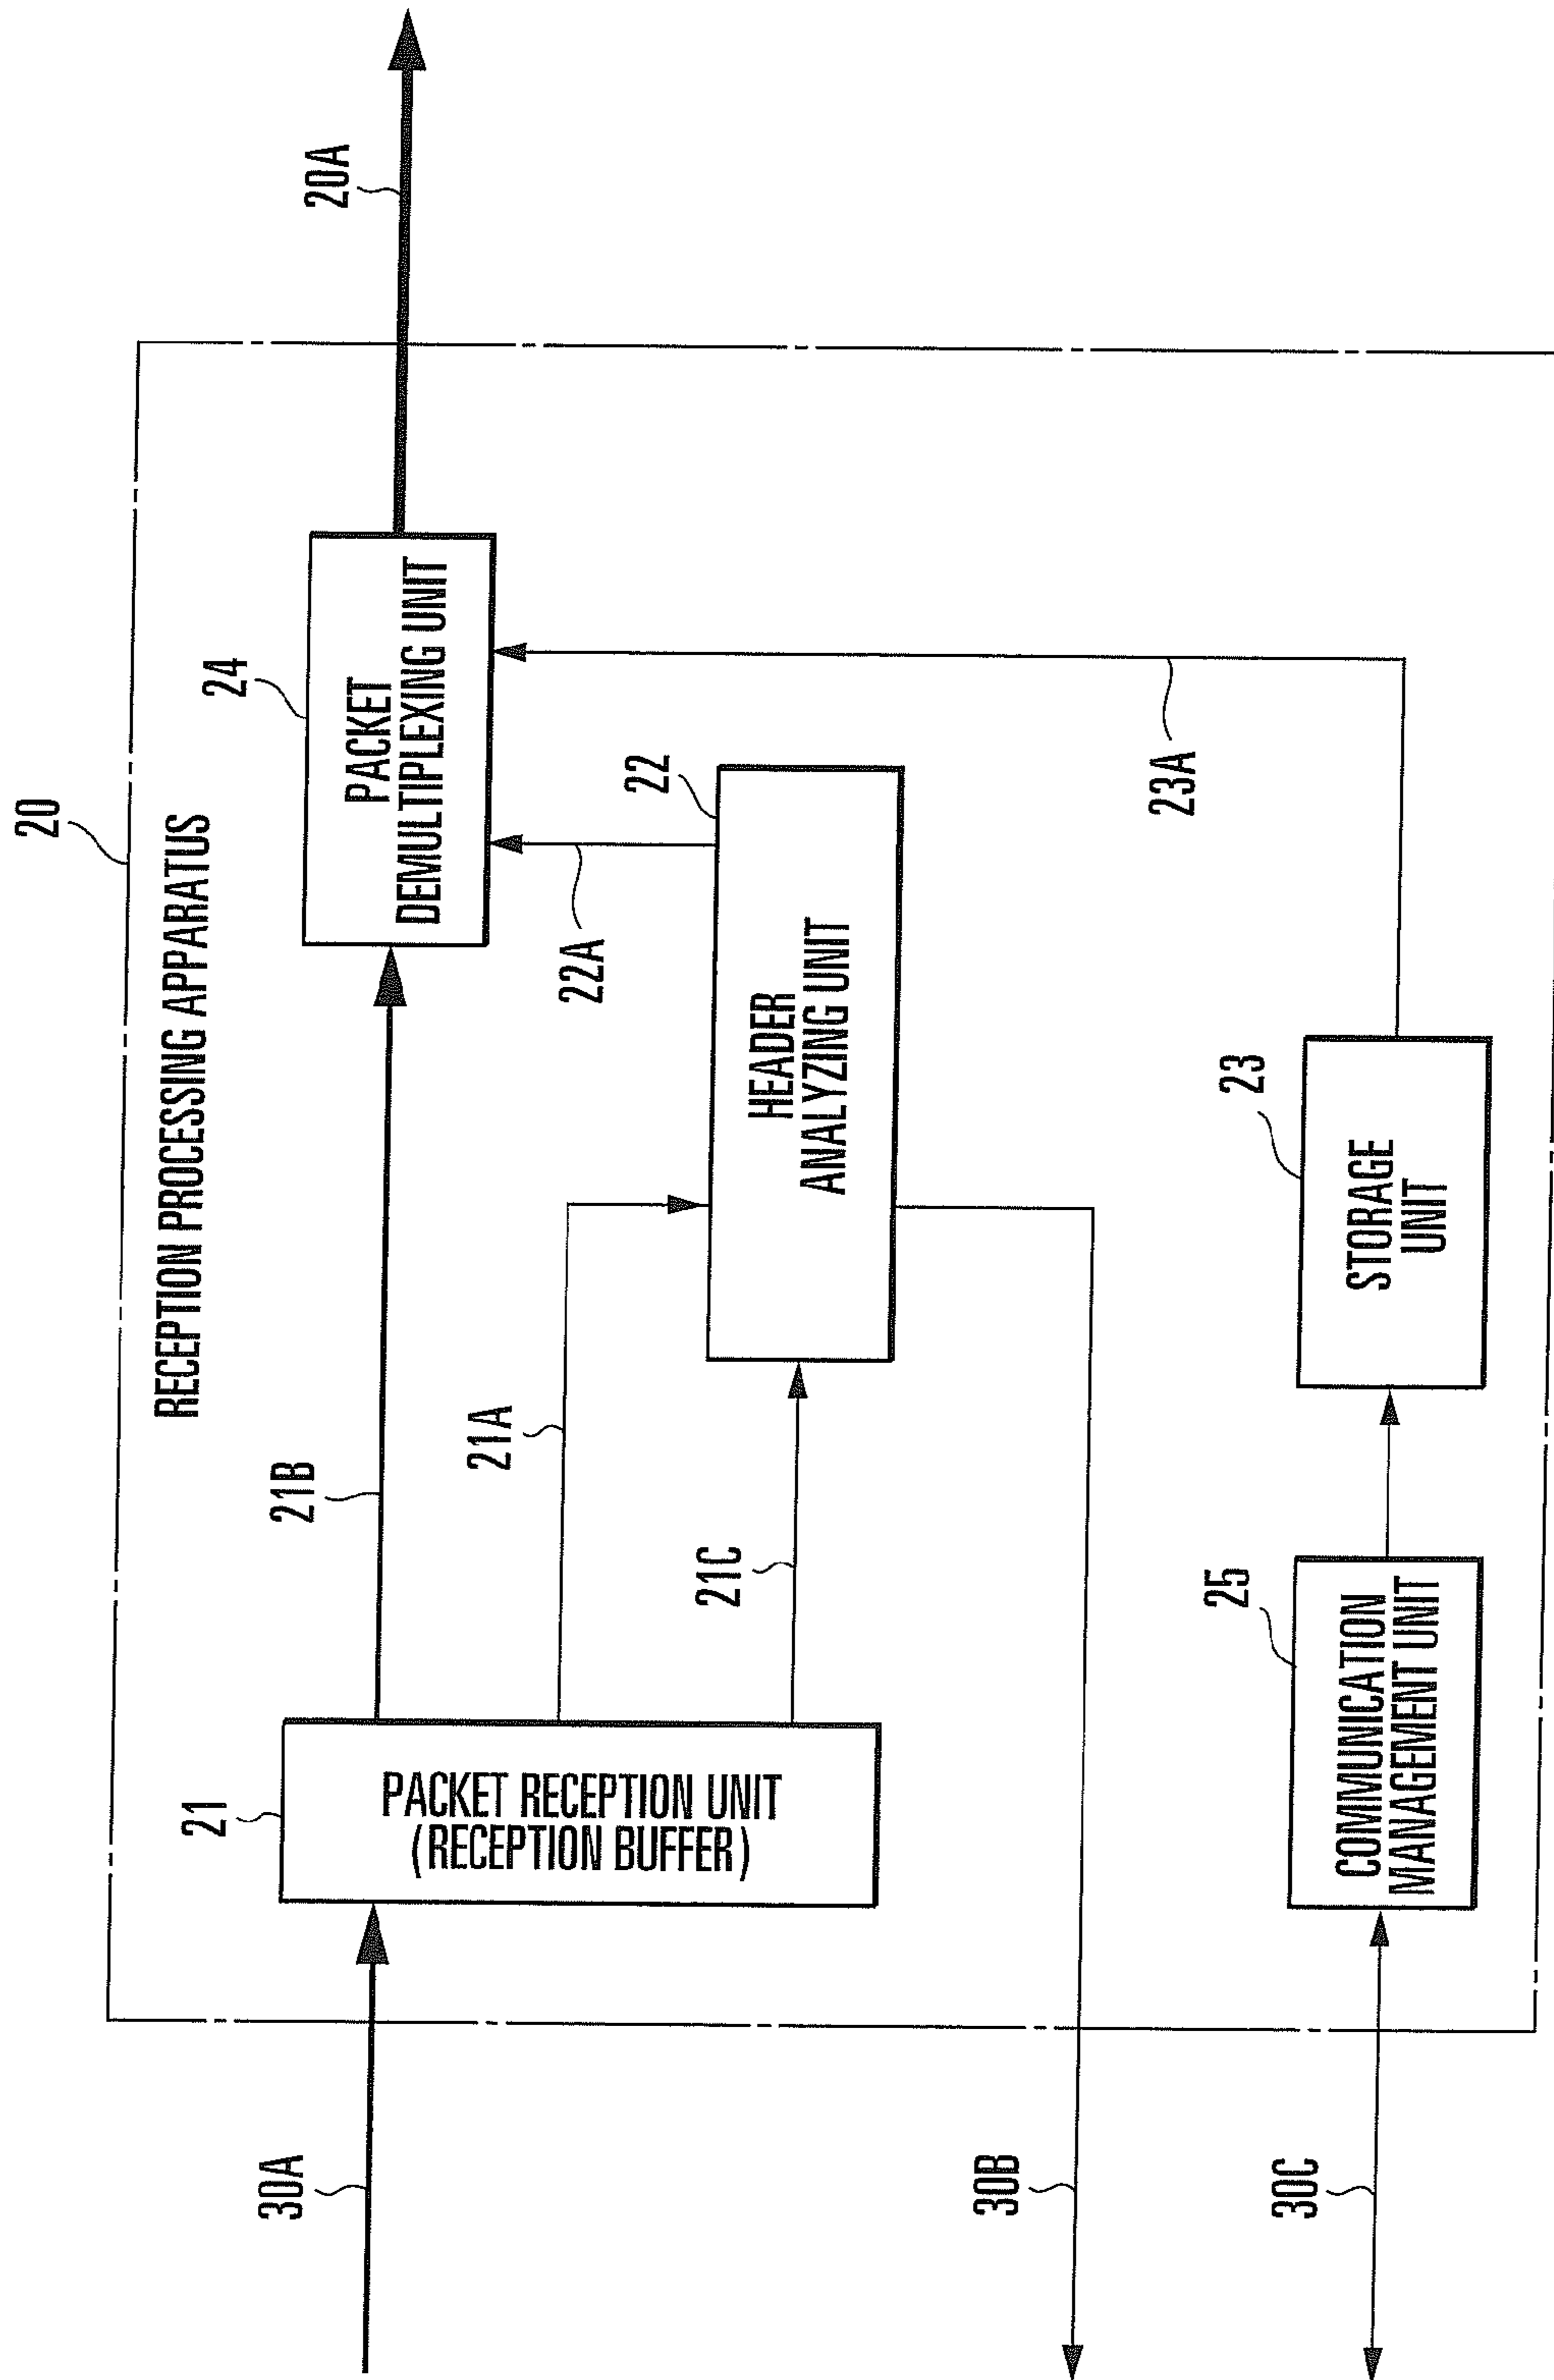 20
RECEPTION PROCESSING APPARATUS
30A
21
PACKET RECEPTION UNIT
(RECEPTION BUFFER)
21B
21A
21C
24
PACKET
DEMULTIPLEXING UNIT
20A
22A
22
HEADER
ANALYZING UNIT
23A
30B
30C
25
COMMUNICATION
MANAGEMENT UNIT
23
STORAGE
UNIT